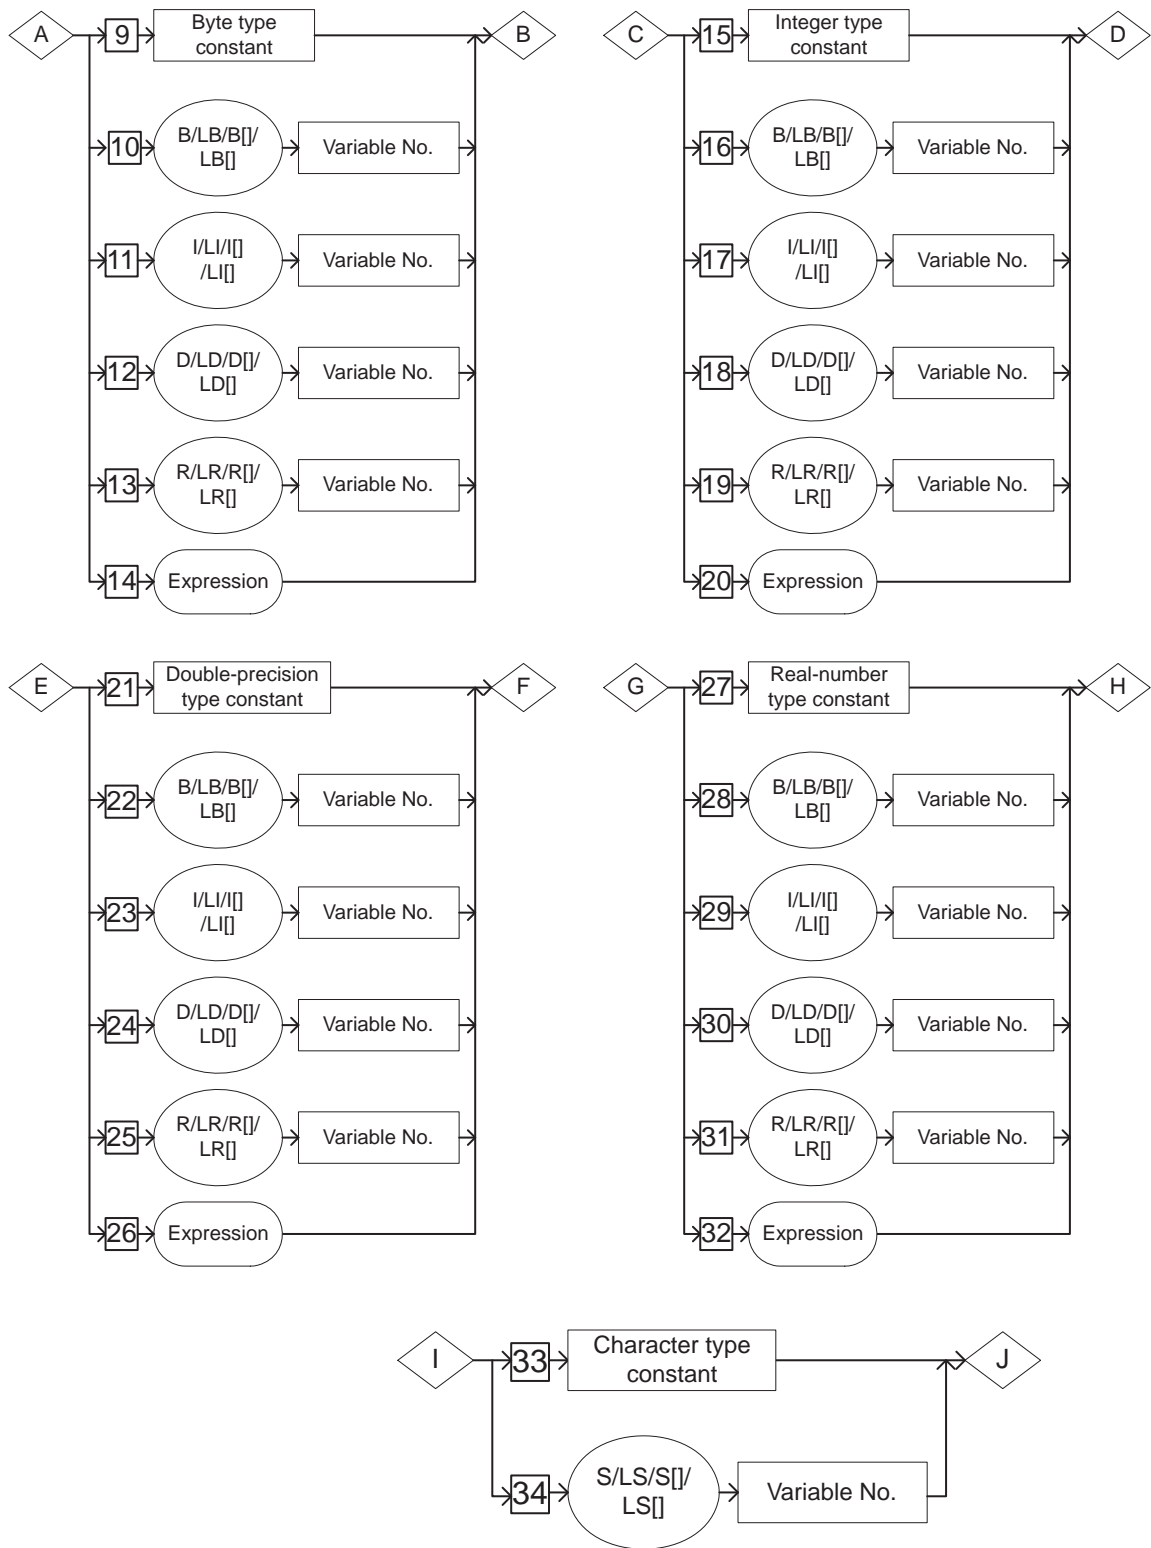 A
9
Byte type
constant
B
10
B/LB/B[]/
LB[]
Variable No.
11
I/LI/I[]
/LI[]
Variable No.
12
D/LD/D[]/
LD[]
Variable No.
13
R/LR/R[]/
LR[]
Variable No.
14
Expression
C
15
Integer type
constant
D
16
B/LB/B[]/
LB[]
Variable No.
17
I/LI/I[]
/LI[]
Variable No.
18
D/LD/D[]/
LD[]
Variable No.
19
R/LR/R[]/
LR[]
Variable No.
20
Expression
E
21
Double-precision
type constant
F
22
B/LB/B[]/
LB[]
Variable No.
23
I/LI/I[]
/LI[]
Variable No.
24
D/LD/D[]/
LD[]
Variable No.
25
R/LR/R[]/
LR[]
Variable No.
26
Expression
G
27
Real-number
type constant
H
28
B/LB/B[]/
LB[]
Variable No.
29
I/LI/I[]
/LI[]
Variable No.
30
D/LD/D[]/
LD[]
Variable No.
31
R/LR/R[]/
LR[]
Variable No.
32
Expression
I
33
Character type
constant
J
34
S/LS/S[]/
LS[]
Variable No.